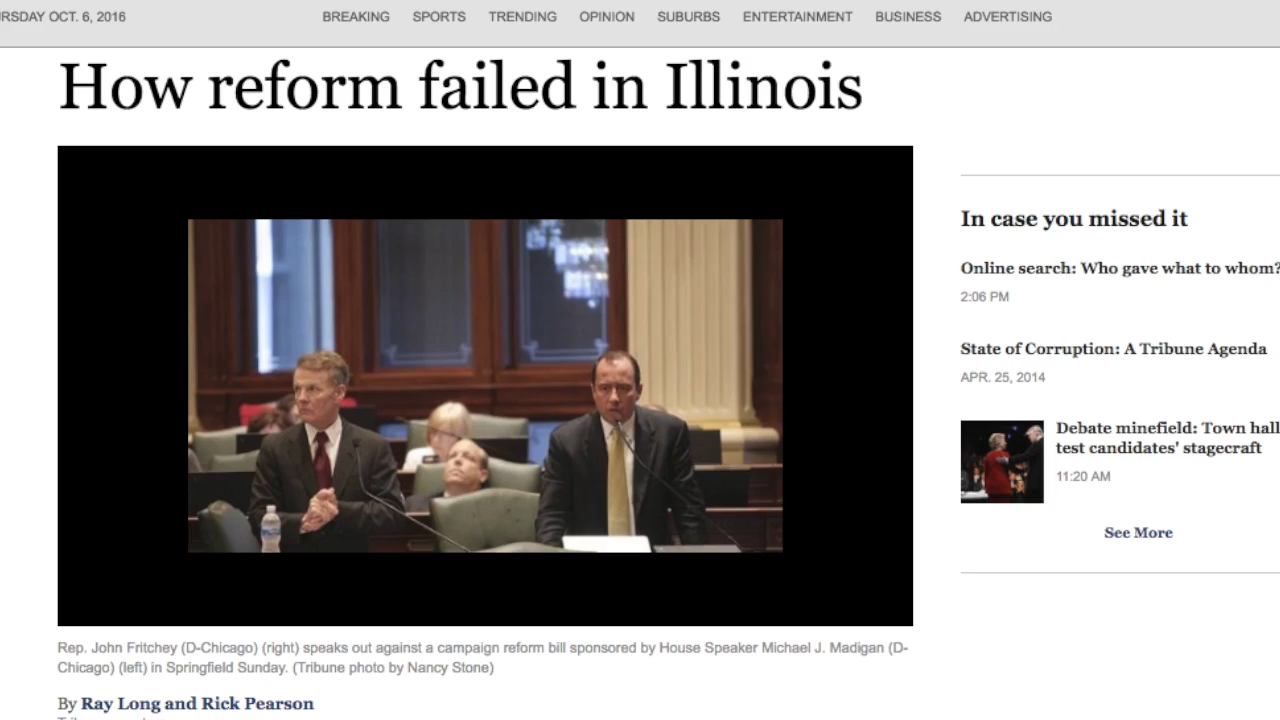 RSDAY OCT. 6, 2016
BREAKING SPORTS TRENDING OPINION SUBURBS ENTERTAINMENT BUSINESS ADVERTISING
How reform failed in Illinois
Rep. John Fritchey (D-Chicago) (right) speaks out against a campaign reform bill sponsored by House Speaker Michael J. Madigan (D-
Chicago) (left) in Springfield Sunday. (Tribune photo by Nancy Stone)
By Ray Long and Rick Pearson
In case you missed it
Online search: Who gave what to whom?
2:06 PM
State of Corruption: A Tribune Agenda
APR. 25, 2014
Debate minefield: Town hall
test candidates' stagecraft
11:20 AM
See More